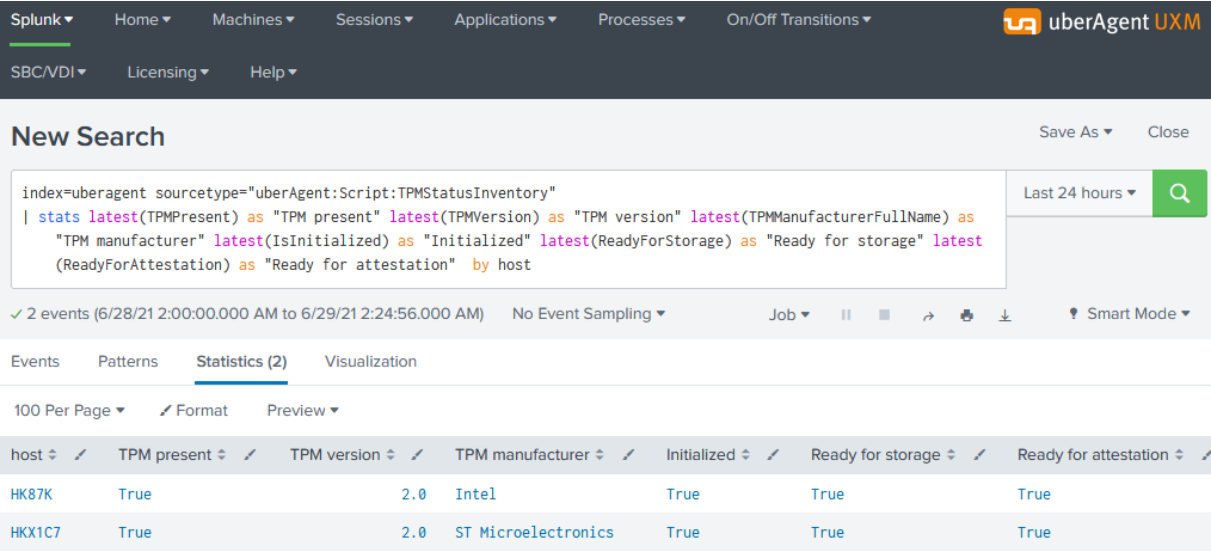 Splunk Home Machines Sessions Applications Processes On/Off Transitions uberAgent UXM
SBC/VDI Licensing Help
New Search
Save As Close
index=uberagent sourcetype="uberAgent:Script:TPMStatusInventory"
| stats latest(TPMPresent) as "TPM present" latest(TPMVersion) as "TPM version" latest(TPMManufacturerFullName) as
"TPM manufacturer" latest(IsInitialized) as "Initialized" latest(ReadyForStorage) as "Ready for storage" latest
(ReadyForAttestation) as "Ready for attestation" by host
Last 24 hours
2 events (6/28/21 2:00:00.000 AM to 6/29/21 2:24:56.000 AM) No Event Sampling Job Smart Mode
Events Patterns Statistics (2) Visualization
100 Per Page Format Preview
host TPM present TPM version TPM manufacturer Initialized Ready for storage Ready for attestation
HK87K True 2.0 Intel True True True
HKX1C7 True 2.0 ST Microelectronics True True True